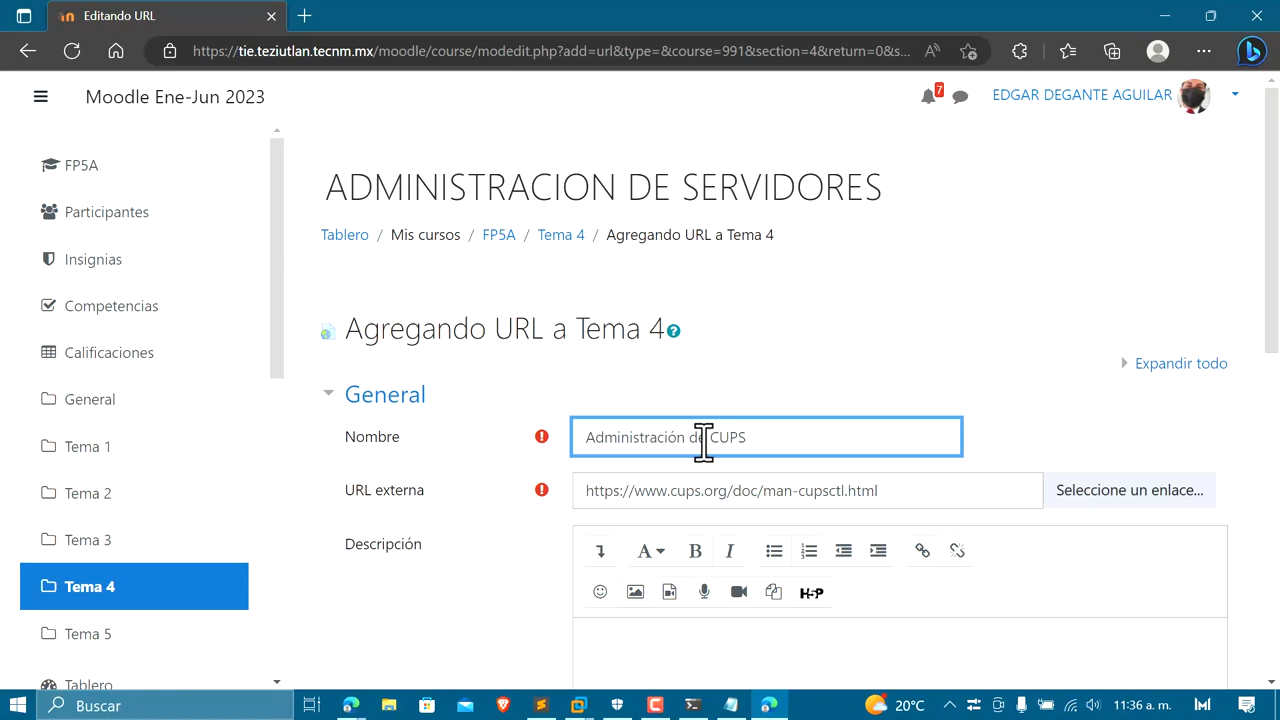 Editando URL
https://tie.teziutlan.tecnm.mx/moodle/course/modedit.php?add=url&type=&course=991&section=4&return=0&s...
Moodle Ene-Jun 2023
7
EDGAR DEGANTE AGUILAR
FP5A
Participantes
Insignias
Competencias
Calificaciones
General
Tema 1
Tema 2
Tema 3
Tema 4
Tema 5
Tablero
ADMINISTRACION DE SERVIDORES
Tablero / Mis cursos / FP5A / Tema 4 / Agregando URL a Tema 4
Agregando URL a Tema 4
Expandir todo
General
Nombre
Administración de CUPS
URL externa
https://www.cups.org/doc/man-cupsctl.html
Seleccione un enlace...
Descripción
A B I
H5P
Buscar
20°C
11:36 a. m.